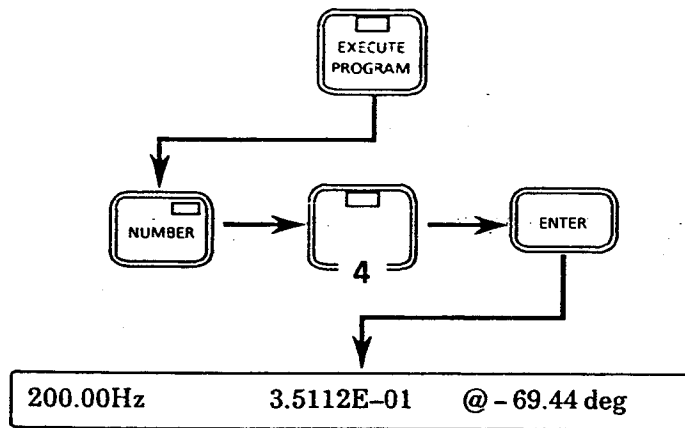 EXECUTE
PROGRAM
NUMBER
4
ENTER
200.00Hz 3.5112E–01 @ – 69.44 deg